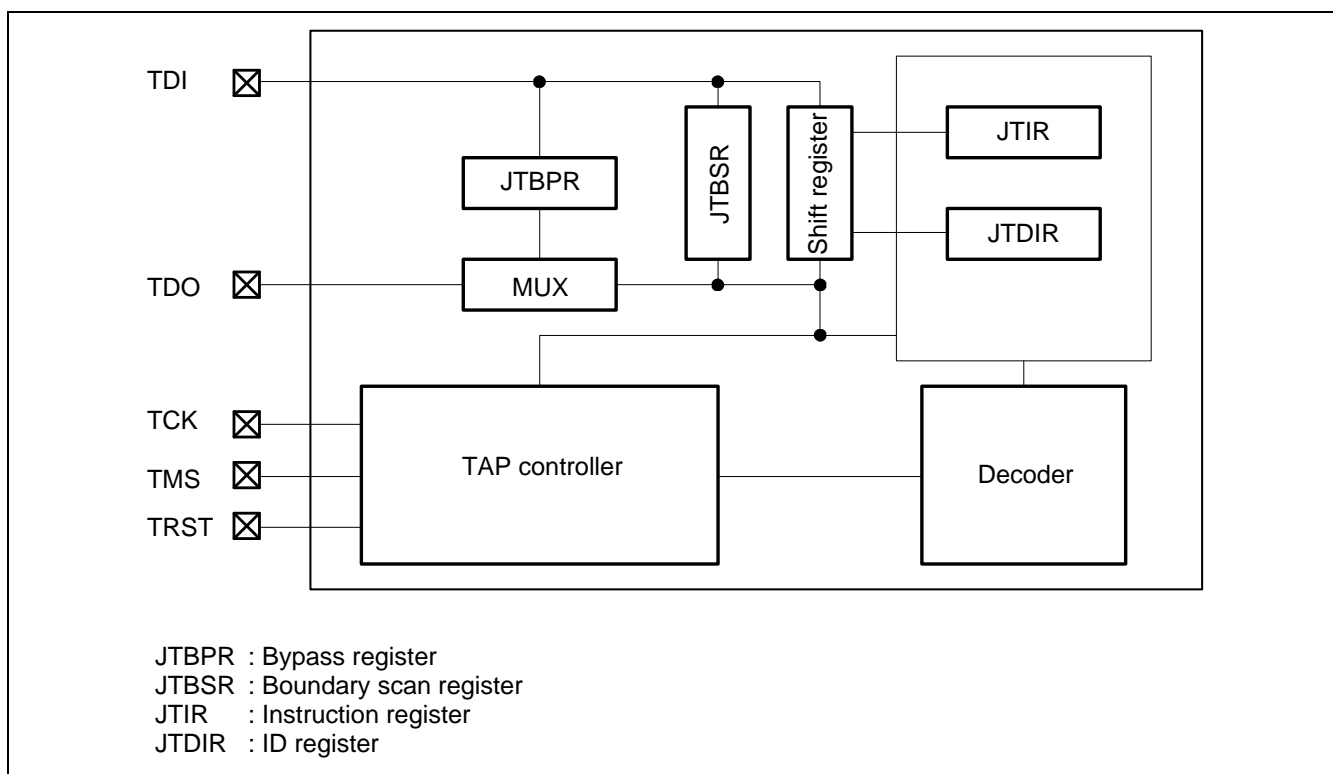 TDI
JTBPR
JTBSR
Shift register
JTIR
JTDIR
TDO
MUX
TCK
TMS
TRST
TAP controller
Decoder
JTBPR : Bypass register
JTBSR : Boundary scan register
JTIR : Instruction register
JTDIR : ID register